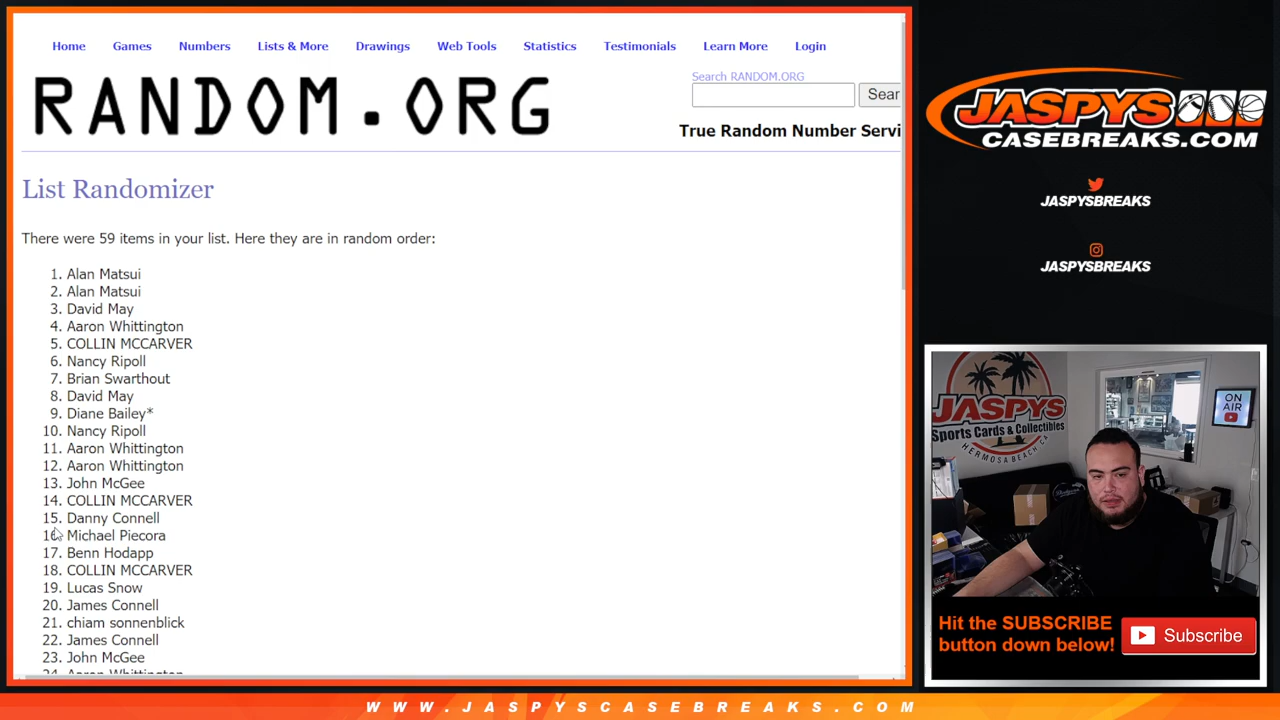 Home Games Numbers Lists & More Drawings Web Tools Statistics Testimonials Learn More Login
RANDOM.ORG
Search RANDOM.ORG
Sear
True Random Number Servi
List Randomizer
There were 59 items in your list. Here they are in random order:
1. Alan Matsui
2. Alan Matsui
3. David May
4. Aaron Whittington
5. COLLIN MCCARVER
6. Nancy Ripoll
7. Brian Swarthout
8. David May
9. Diane Bailey*
10. Nancy Ripoll
11. Aaron Whittington
12. Aaron Whittington
13. John McGee
14. COLLIN MCCARVER
15. Danny Connell
16. Michael Piecora
17. Benn Hodapp
18. COLLIN MCCARVER
19. Lucas Snow
20. James Connell
21. chiam sonnenblick
22. James Connell
23. John McGee
24. Aaron Whittington
JASPYS
CASEBREAKS.COM
JASPYSBREAKS
JASPYSBREAKS
JASPYS
Sports Cards & Collectibles
HERMOSA BEACH CA
ON
AIR
Hit the SUBSCRIBE
button down below!
Subscribe
WWW.JASPYSCASEBREAKS.COM